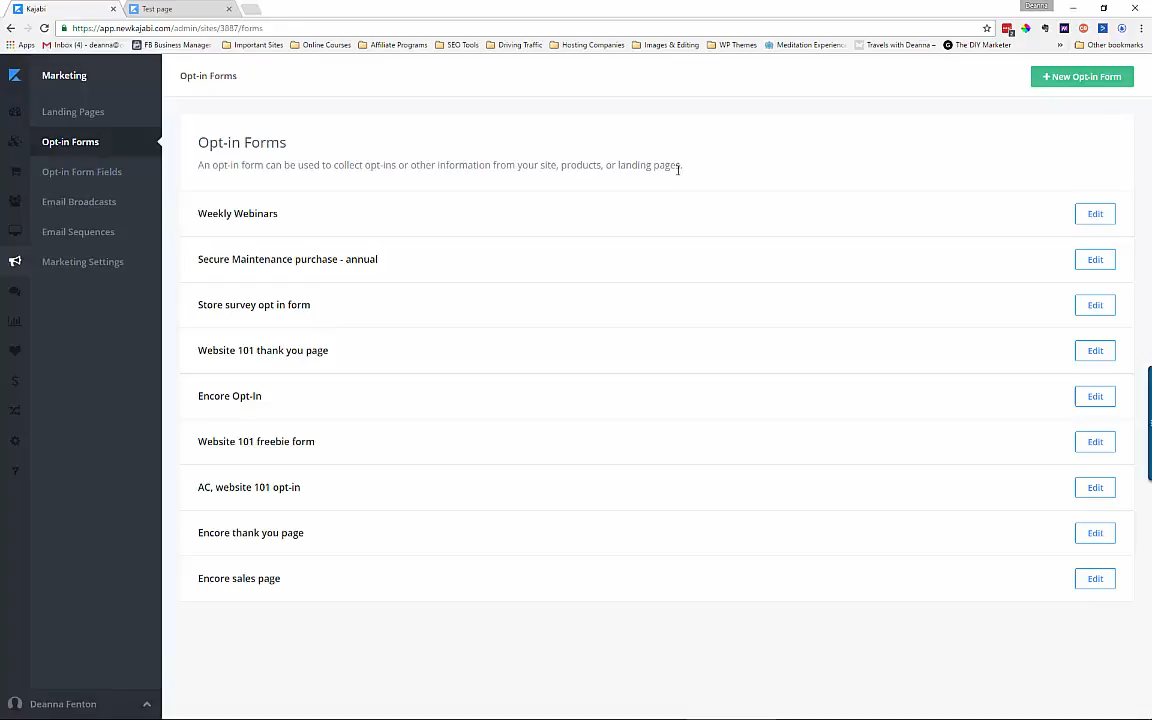 Kajabi
Test page
Deanna
https://app.newkajabi.com/admin/sites/3887/forms
Apps
Inbox (4) - deanna@
FB Business Manager
Important Sites
Online Courses
Affiliate Programs
SEO Tools
Driving Traffic
Hosting Companies
Images & Editing
WP Themes
Meditation Experienc
Travels with Deanna –
The DIY Marketer
»
Other bookmarks
Marketing
Opt-in Forms
+ New Opt-in Form
Landing Pages
Opt-in Forms
Opt-in Form Fields
Email Broadcasts
Email Sequences
Marketing Settings
Opt-in Forms
An opt-in form can be used to collect opt-ins or other information from your site, products, or landing pages.
Weekly Webinars
Edit
Secure Maintenance purchase - annual
Edit
Store survey opt in form
Edit
Website 101 thank you page
Edit
Encore Opt-In
Edit
Website 101 freebie form
Edit
AC, website 101 opt-in
Edit
Encore thank you page
Edit
Encore sales page
Edit
Deanna Fenton